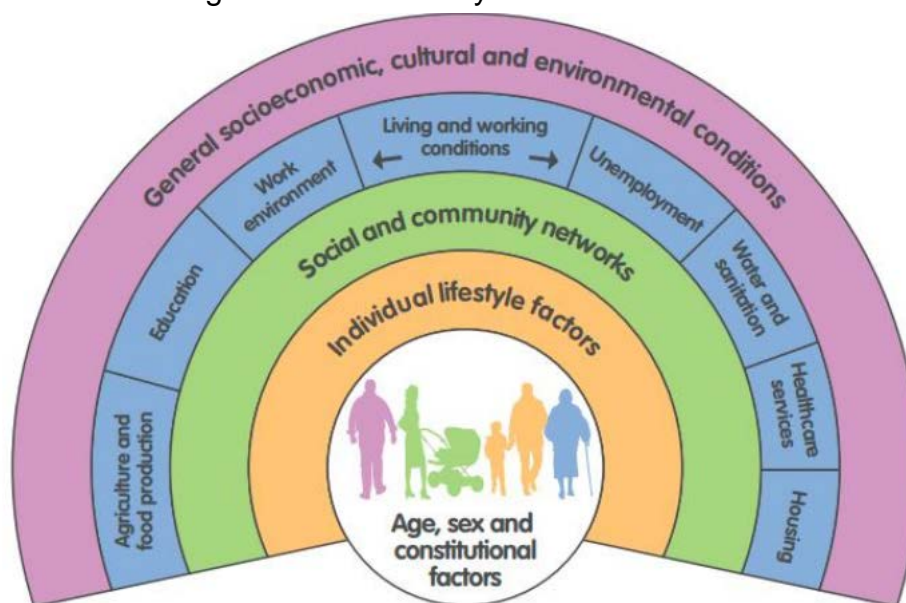 General socioeconomic, cultural and environmental conditions
Living and working
conditions
Agriculture and
food production
Education
Work
environment
Unemployment
Water and
sanitation
Healthcare
services
Housing
Social and community networks
Individual lifestyle factors
Age, sex and
constitutional
factors